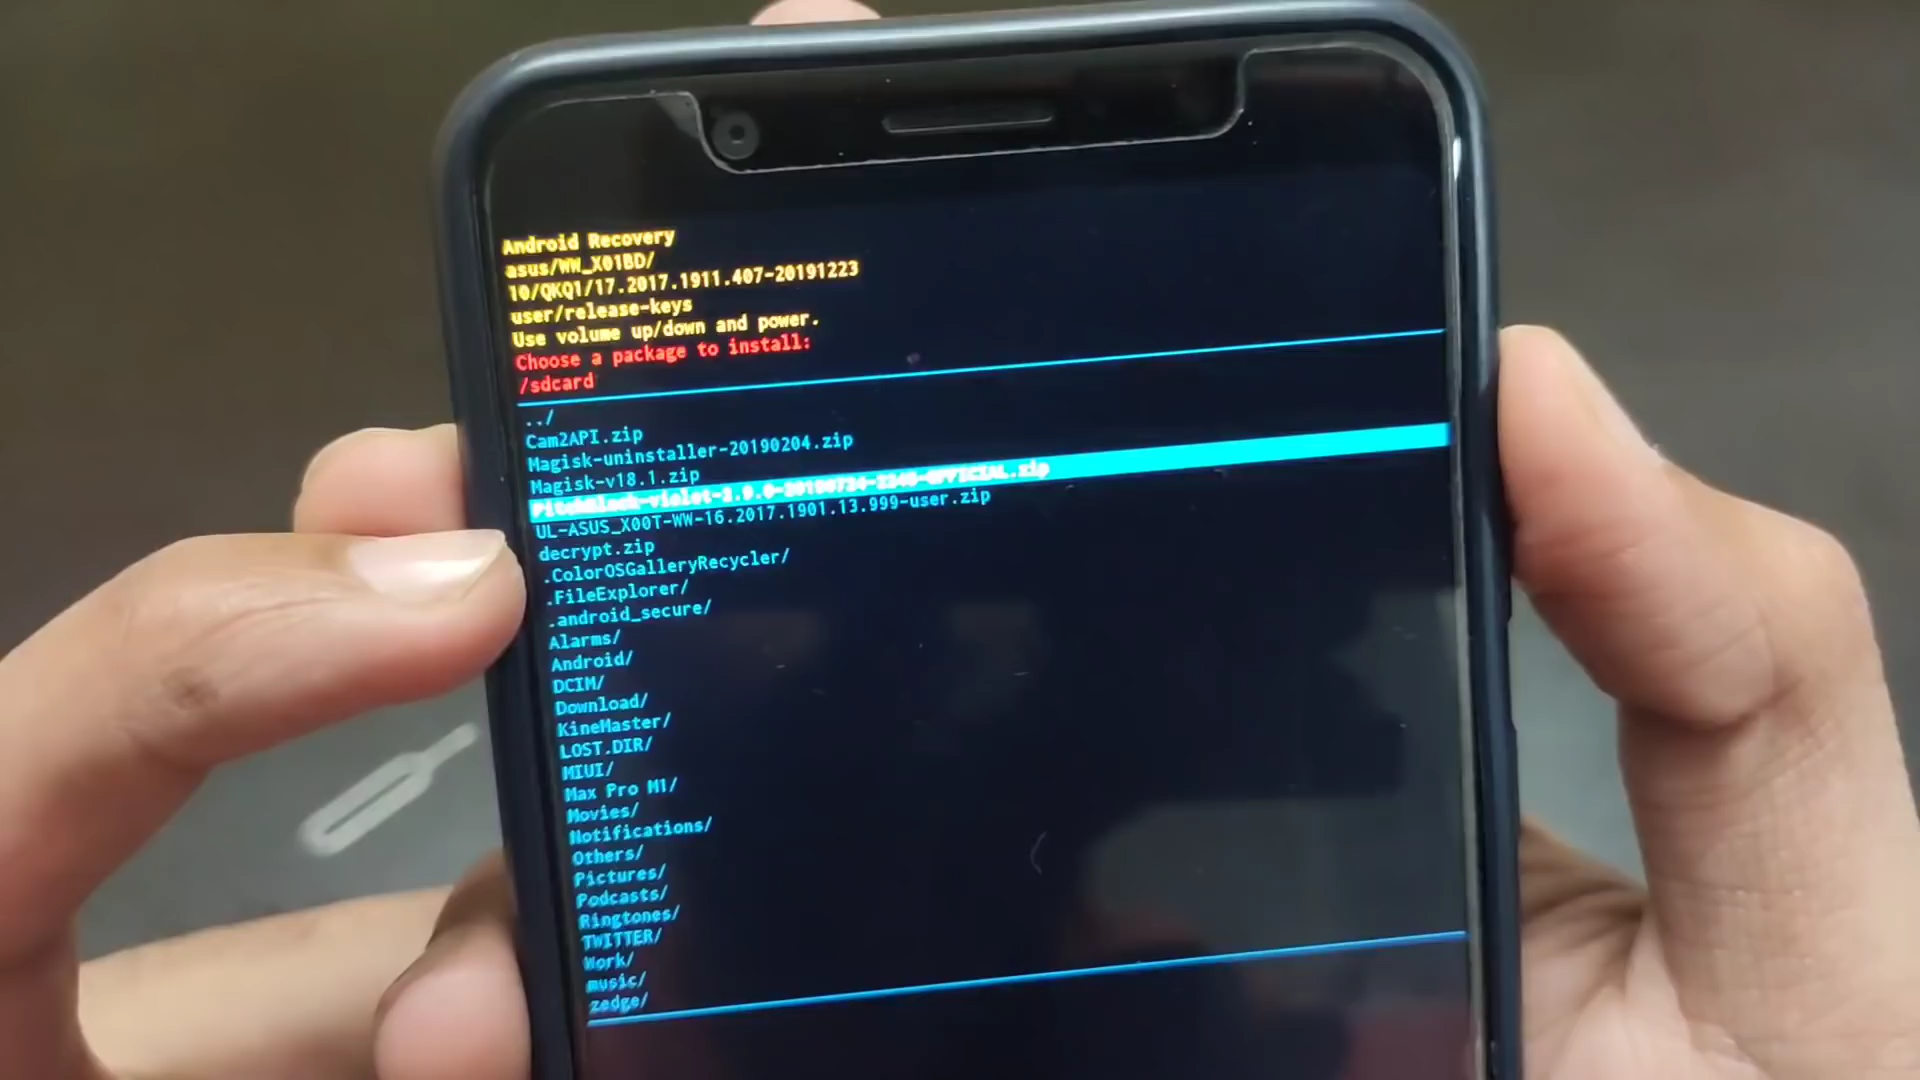 Android Recovery
asus/WW_X01BD/
10/QKQ1/17.2017.1911.407-20191223
user/release-keys
Use volume up/down and power.
Choose a package to install:
/sdcard
../
Cam2API.zip
Magisk-uninstaller-20190204.zip
Magisk-v18.1.zip
UL-ASUS_X00T-WW-16.2017.1901.13.999-user.zip
decrypt.zip
.ColorOSGalleryRecycler/
.FileExplorer/
.android_secure/
Alarms/
Android/
DCIM/
Download/
KineMaster/
LOST.DIR/
MIUI/
Max Pro M1/
Movies/
Notifications/
Others/
Pictures/
Podcasts/
Ringtones/
TWITTER/
Work/
music/
zedge/